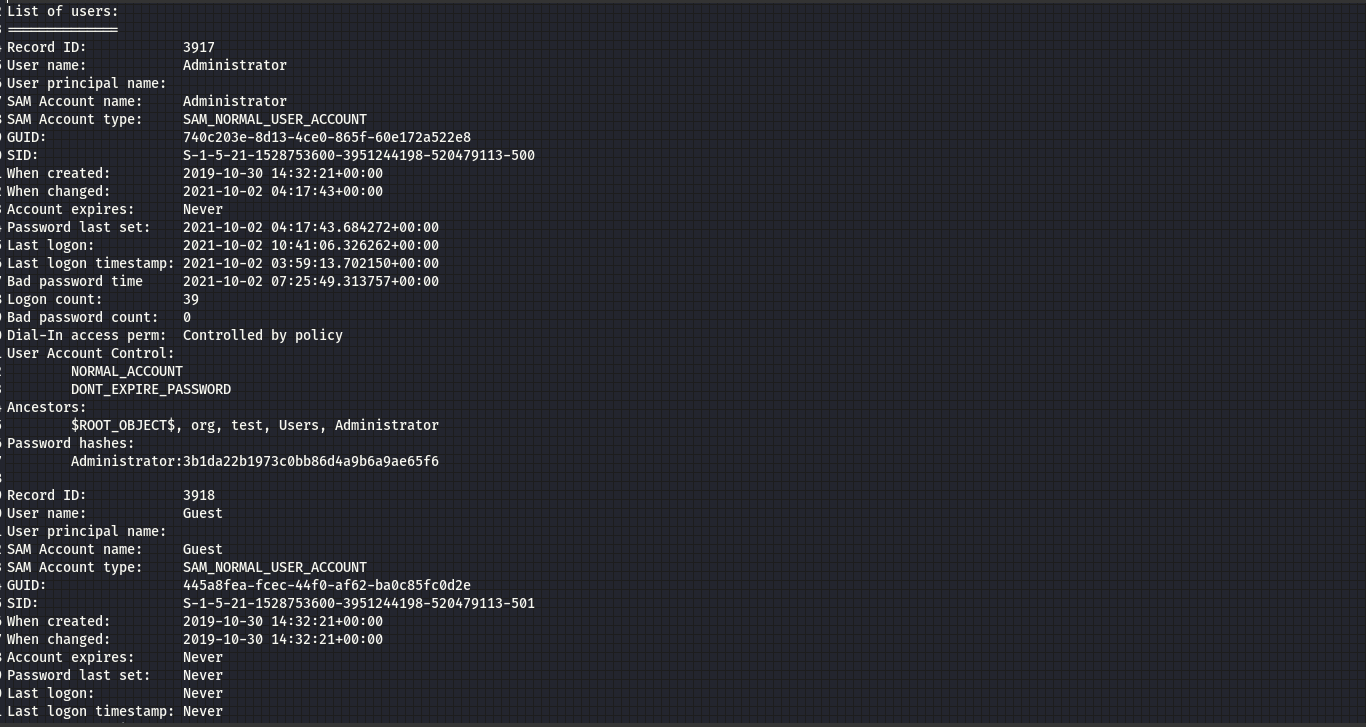 List of users:
==============
Record ID:            3917
User name:            Administrator
User principal name:
SAM Account name:     Administrator
SAM Account type:     SAM_NORMAL_USER_ACCOUNT
GUID:                 740c203e-8d13-4ce0-865f-60e172a522e8
SID:                  S-1-5-21-1528753600-3951244198-520479113-500
When created:         2019-10-30 14:32:21+00:00
When changed:         2021-10-02 04:17:43+00:00
Account expires:      Never
Password last set:    2021-10-02 04:17:43.684272+00:00
Last logon:           2021-10-02 10:41:06.326262+00:00
Last logon timestamp: 2021-10-02 03:59:13.702150+00:00
Bad password time     2021-10-02 07:25:49.313757+00:00
Logon count:          39
Bad password count:   0
Dial-In access perm:  Controlled by policy
User Account Control:
        NORMAL_ACCOUNT
        DONT_EXPIRE_PASSWORD
Ancestors:
        $ROOT_OBJECT$, org, test, Users, Administrator
Password hashes:
        Administrator:3b1da22b1973c0bb86d4a9b6a9ae65f6
Record ID:            3918
User name:            Guest
User principal name:
SAM Account name:     Guest
SAM Account type:     SAM_NORMAL_USER_ACCOUNT
GUID:                 445a8fea-fcec-44f0-af62-ba0c85fc0d2e
SID:                  S-1-5-21-1528753600-3951244198-520479113-501
When created:         2019-10-30 14:32:21+00:00
When changed:         2019-10-30 14:32:21+00:00
Account expires:      Never
Password last set:    Never
Last logon:           Never
Last logon timestamp: Never